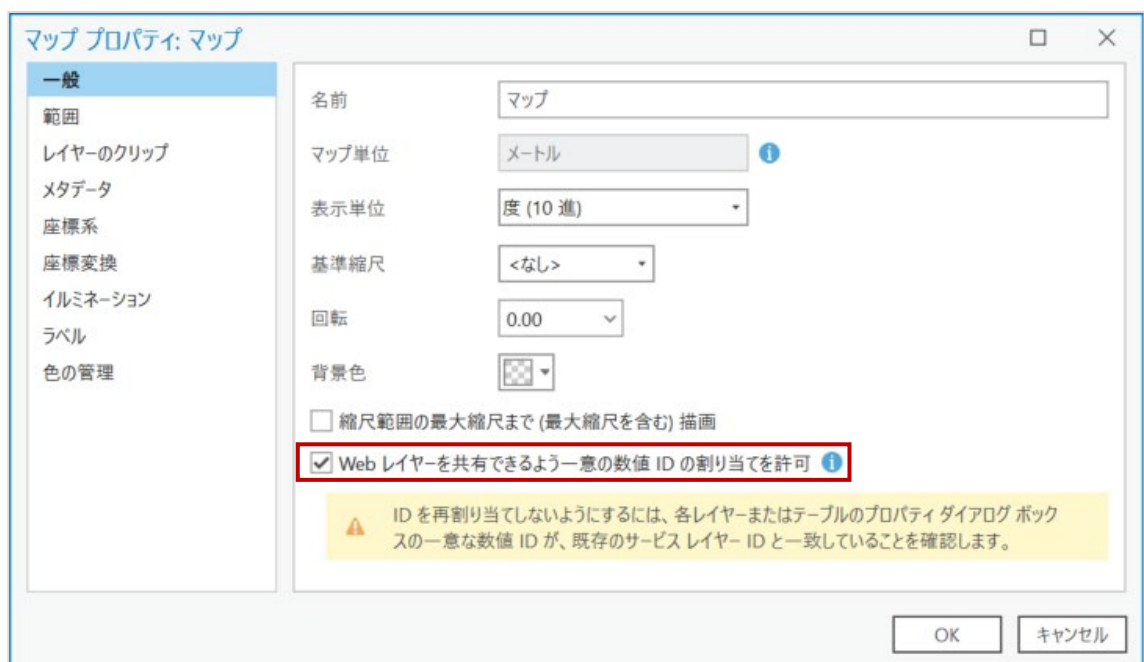 マップ プロパティ: マップ
一般
範囲
レイヤーのクリップ
メタデータ
座標系
座標変換
イルミネーション
ラベル
色の管理
名前
マップ
マップ単位
メートル
表示単位
度 (10 進)
基準縮尺
<なし>
回転
0.00
背景色
縮尺範囲の最大縮尺まで (最大縮尺を含む) 描画
Web レイヤーを共有できるよう一意の数値 ID の割り当てを許可
ID を再割り当てしないようにするには、各レイヤーまたはテーブルのプロパティ ダイアログ ボック
スの一意な数値 ID が、既存のサービス レイヤー ID と一致していることを確認します。
OK
キャンセル